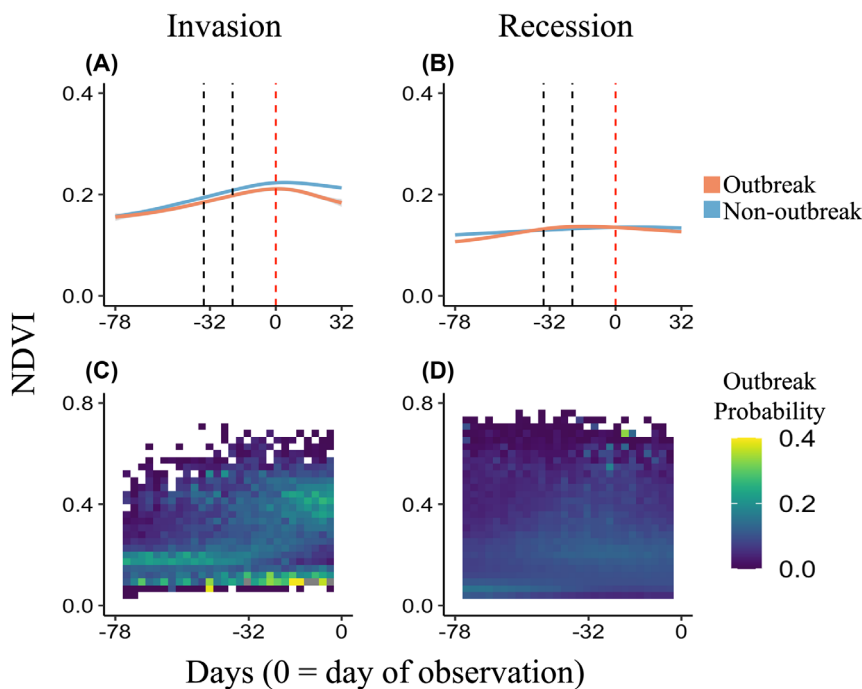 Invasion
Recession
(A)
(B)
0.4
0.2
0.0
-78
-32
0
32
-78
-32
0
32
0.4
0.2
0.0
Outbreak
Non-outbreak
NDVI
(C)
(D)
0.8
0.4
0.0
-78
-32
0
0.8
0.4
0.0
-78
-32
0
Outbreak
Probability
0.4
0.2
0.0
Days (0 = day of observation)